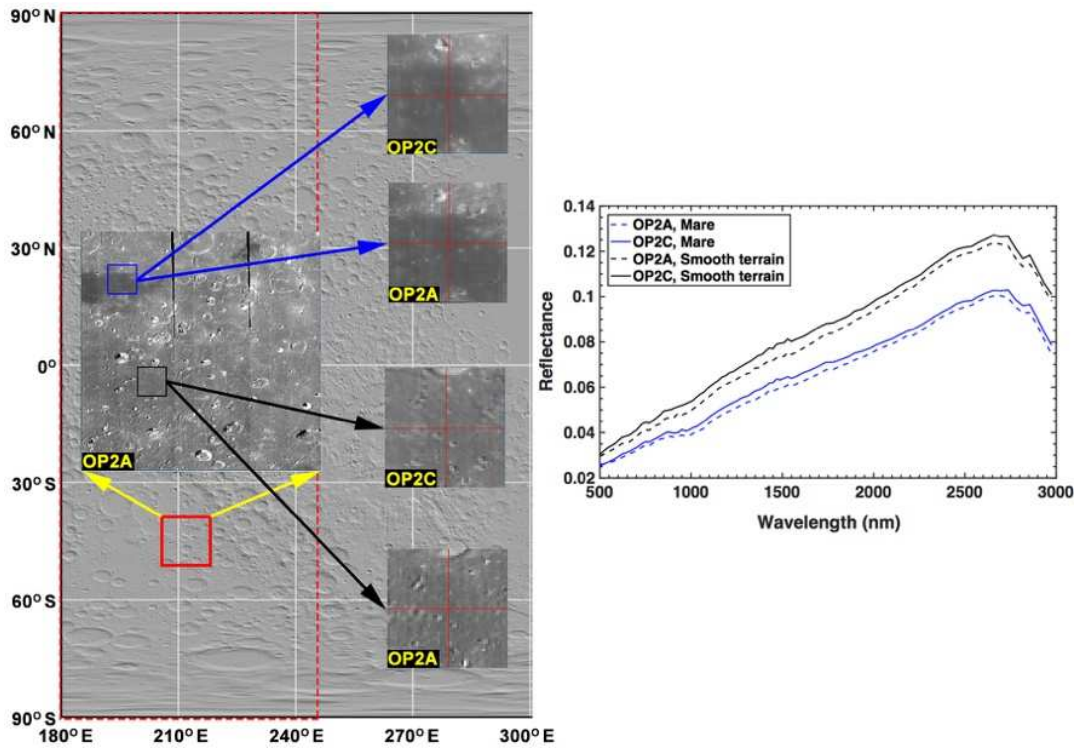 90° N
60° N
30° N
0°
30° S
60° S
90° S
180° E
210° E
240° E
270° E
300° E
OP2C
OP2A
OP2C
OP2A
OP2A
0.14
0.12
0.1
0.08
0.06
0.04
0.02
Reflectance
OP2A, Mare
OP2C, Mare
OP2A, Smooth terrain
OP2C, Smooth terrain
500
1000
1500
2000
2500
3000
Wavelength (nm)